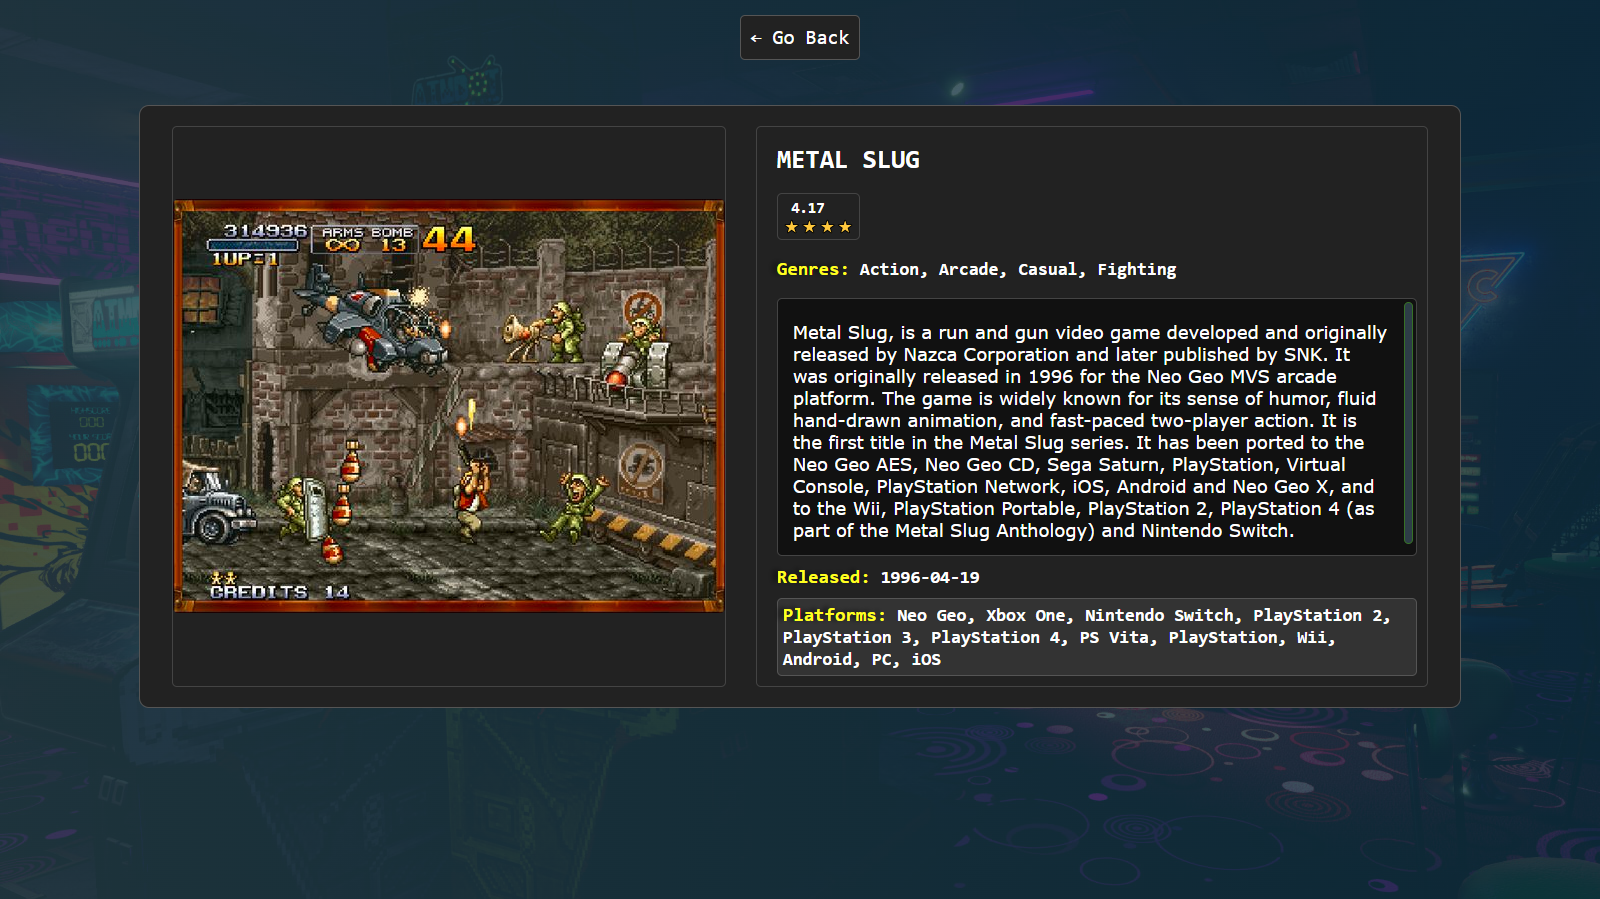 ← Go Back
314936
ARMS BOMB
∞ 13
44
1UP=1
CREDITS 14
METAL SLUG
4.17
★ ★ ★ ★
Genres: Action, Arcade, Casual, Fighting
Metal Slug, is a run and gun video game developed and originally
released by Nazca Corporation and later published by SNK. It
was originally released in 1996 for the Neo Geo MVS arcade
platform. The game is widely known for its sense of humor, fluid
hand-drawn animation, and fast-paced two-player action. It is
the first title in the Metal Slug series. It has been ported to the
Neo Geo AES, Neo Geo CD, Sega Saturn, PlayStation, Virtual
Console, PlayStation Network, iOS, Android and Neo Geo X, and
to the Wii, PlayStation Portable, PlayStation 2, PlayStation 4 (as
part of the Metal Slug Anthology) and Nintendo Switch.
Released: 1996-04-19
Platforms: Neo Geo, Xbox One, Nintendo Switch, PlayStation 2,
PlayStation 3, PlayStation 4, PS Vita, PlayStation, Wii,
Android, PC, iOS